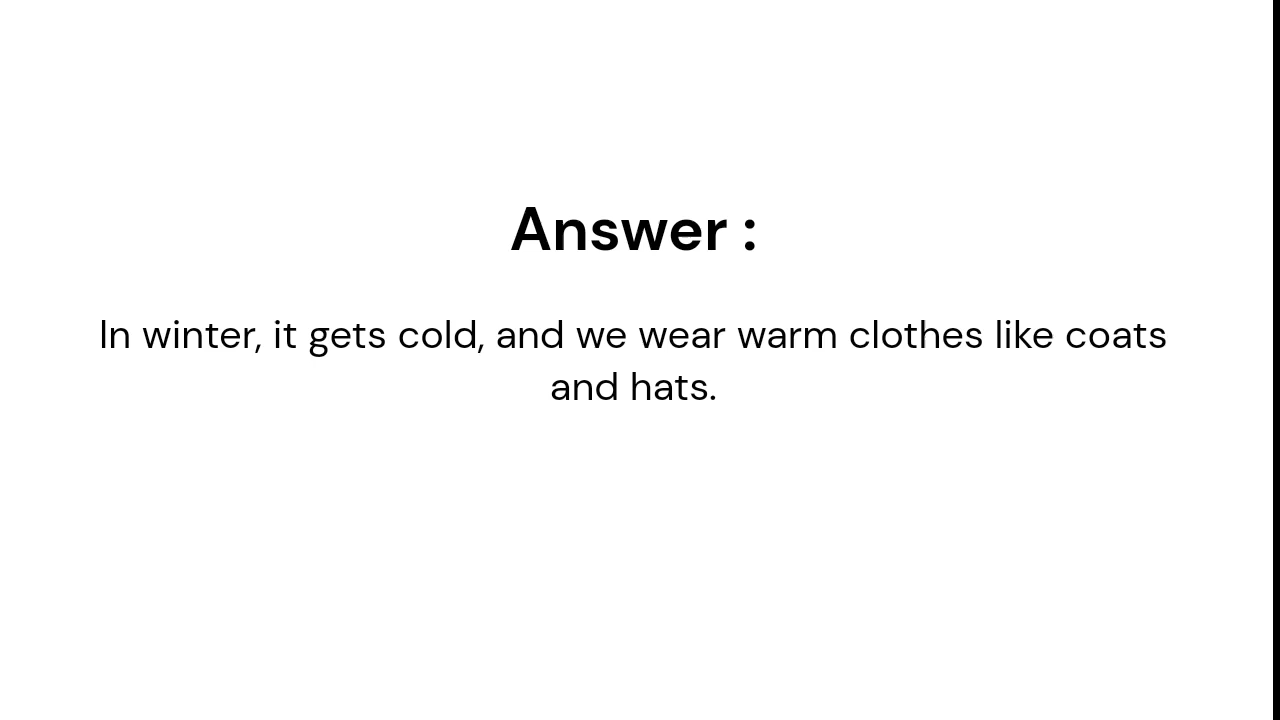 Answer :
In winter, it gets cold, and we wear warm clothes like coats
and hats.